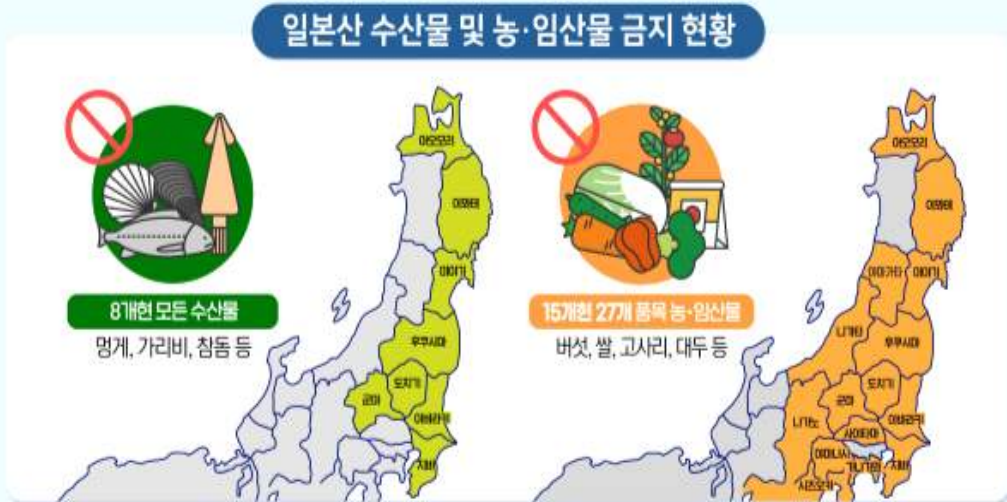 일본산 수산물 및 농·임산물 금지 현황
8개현 모든 수산물
멍게, 가리비, 참돔 등
아오모리
이와테
미야기
후쿠시마
도치기
군마
이바라키
지바
15개현 27개 품목 농·임산물
버섯, 쌀, 고사리, 대두 등
아오모리
이와테
야마가타
미야기
니가타
후쿠시마
도치기
군마
이바라키
나가노
사이타마
야마나시
가나가와
지바
시즈오카